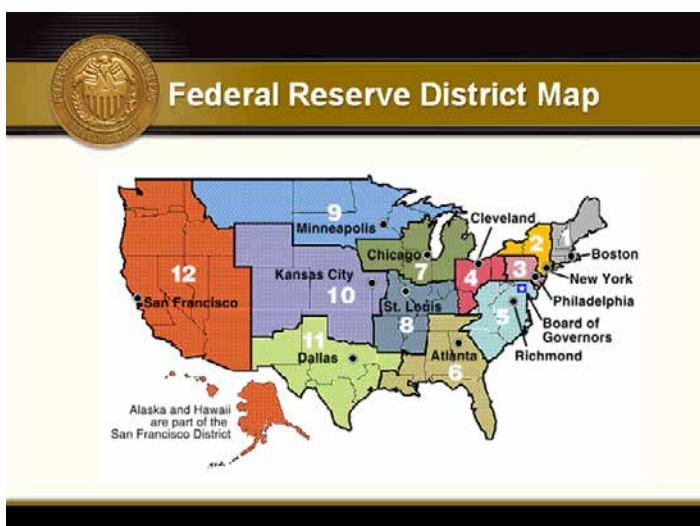 Federal Reserve District Map
9
Minneapolis
Cleveland
1
2
Boston
Chicago
7
3
12
Kansas City
4
New York
San Francisco
10
St. Louis
Philadelphia
5
Board of
Governors
8
11
Dallas
Atlanta
Richmond
6
Alaska and Hawaii
are part of the
San Francisco District